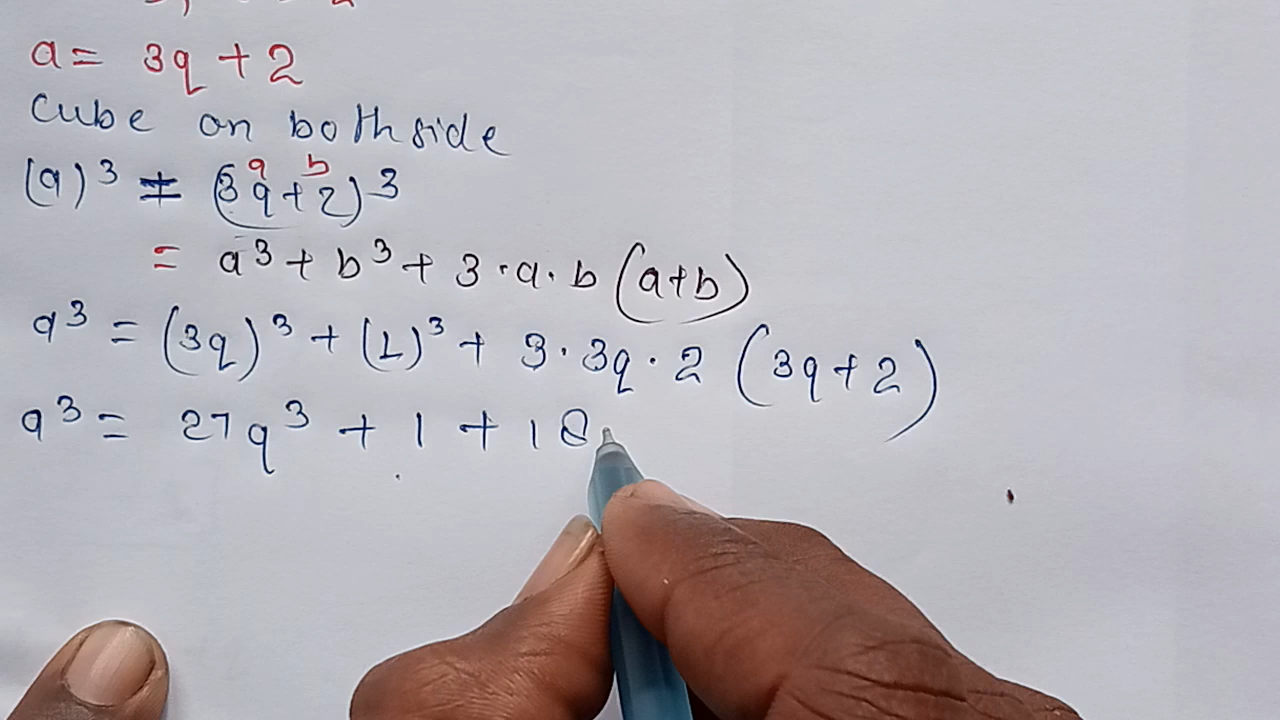 a = 3q + 2
Cube on both side
(a)³ = (3q+2)³
a b
= a³ + b³ + 3·a·b (a+b)
a³ = (3q)³ + (1)³ + 3·3q·2 (3q+2)
a³ = 27q³ + 1 + 18